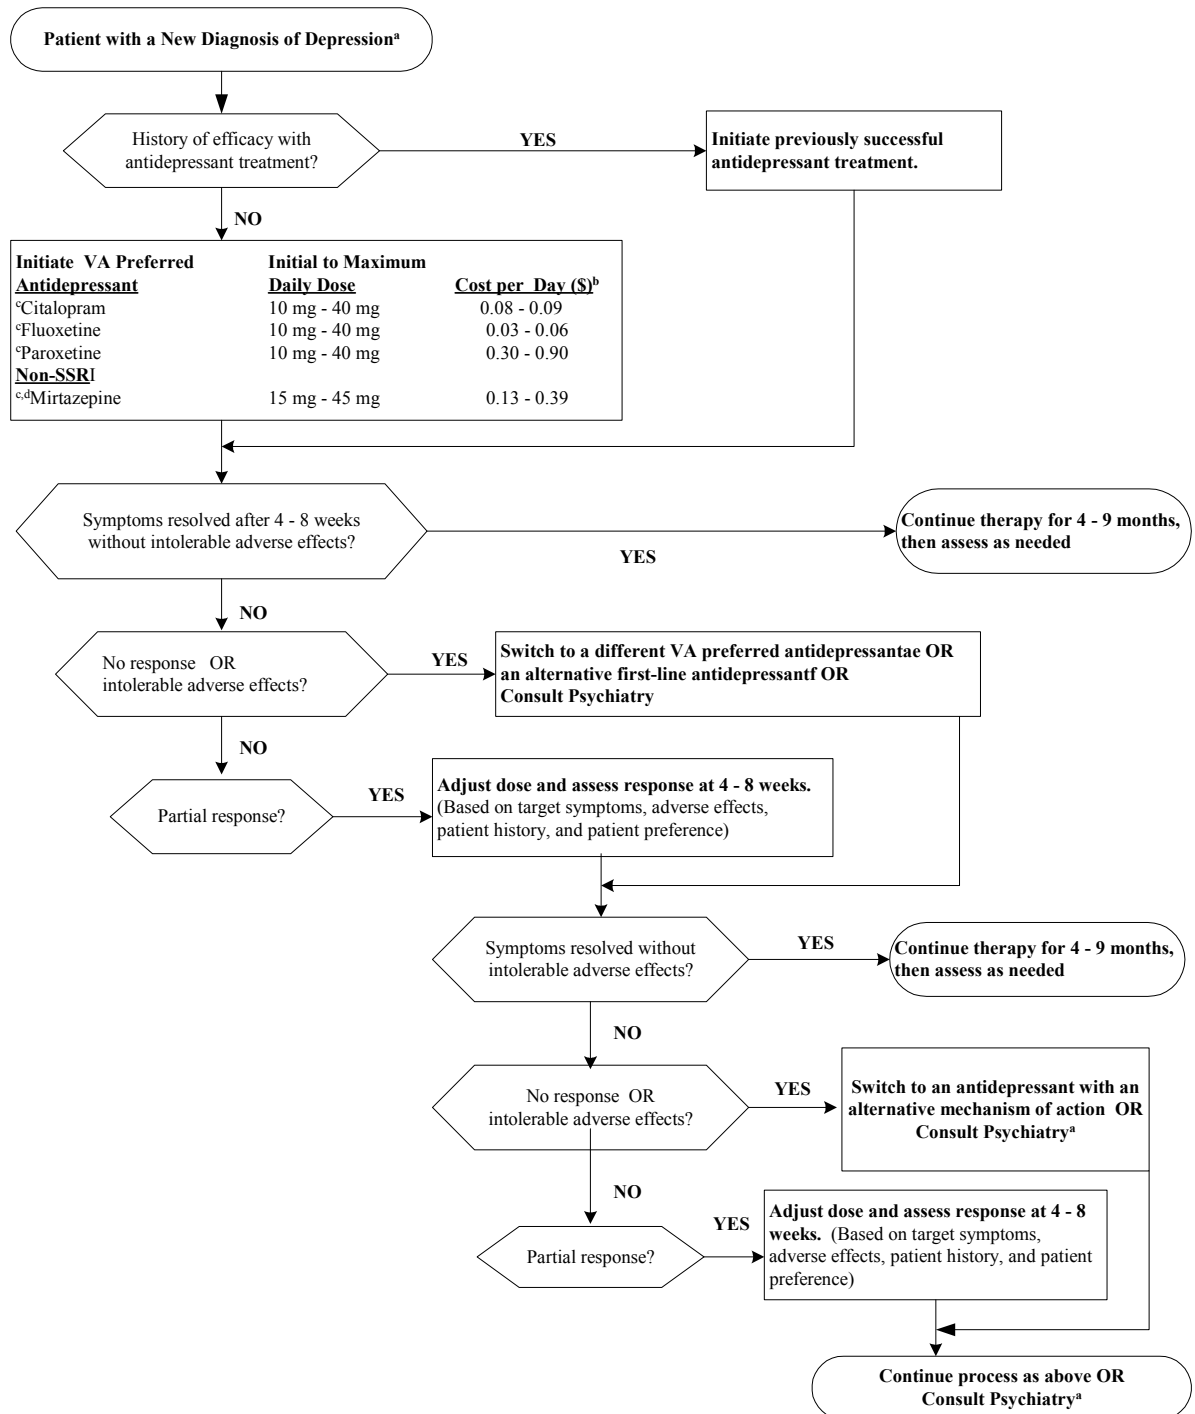 Patient with a New Diagnosis of Depressionᵃ
History of efficacy with
antidepressant treatment?
YES
Initiate previously successful
antidepressant treatment.
NO
Initiate VA Preferred Initial to Maximum
Antidepressant Daily Dose Cost per Day ($)ᵇ
ᶜCitalopram 10 mg - 40 mg 0.08 - 0.09
ᶜFluoxetine 10 mg - 40 mg 0.03 - 0.06
ᶜParoxetine 10 mg - 40 mg 0.30 - 0.90
Non-SSRI
ᶜ,ᵈMirtazepine 15 mg - 45 mg 0.13 - 0.39
Symptoms resolved after 4 - 8 weeks
without intolerable adverse effects?
YES
Continue therapy for 4 - 9 months,
then assess as needed
NO
No response OR
intolerable adverse effects?
YES
Switch to a different VA preferred antidepressantae OR
an alternative first-line antidepressantf OR
Consult Psychiatry
NO
Partial response?
YES
Adjust dose and assess response at 4 - 8 weeks.
(Based on target symptoms, adverse effects,
patient history, and patient preference)
Symptoms resolved without
intolerable adverse effects?
YES
Continue therapy for 4 - 9 months,
then assess as needed
NO
No response OR
intolerable adverse effects?
YES
Switch to an antidepressant with an
alternative mechanism of action OR
Consult Psychiatryᵃ
NO
Partial response?
YES
Adjust dose and assess response at 4 - 8
weeks. (Based on target symptoms,
adverse effects, patient history, and patient
preference)
Continue process as above OR
Consult Psychiatryᵃ